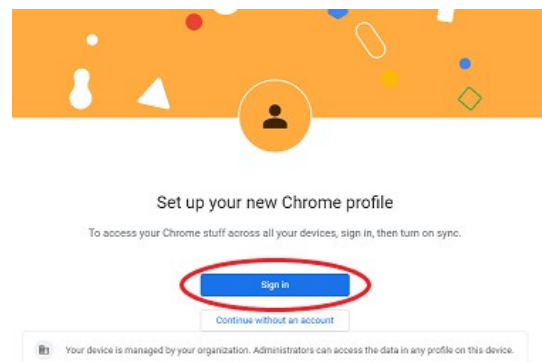 Set up your new Chrome profile
To access your Chrome stuff across all your devices, sign in, then turn on sync.
Sign in
Continue without an account
Your device is managed by your organization. Administrators can access the data in any profile on this device.